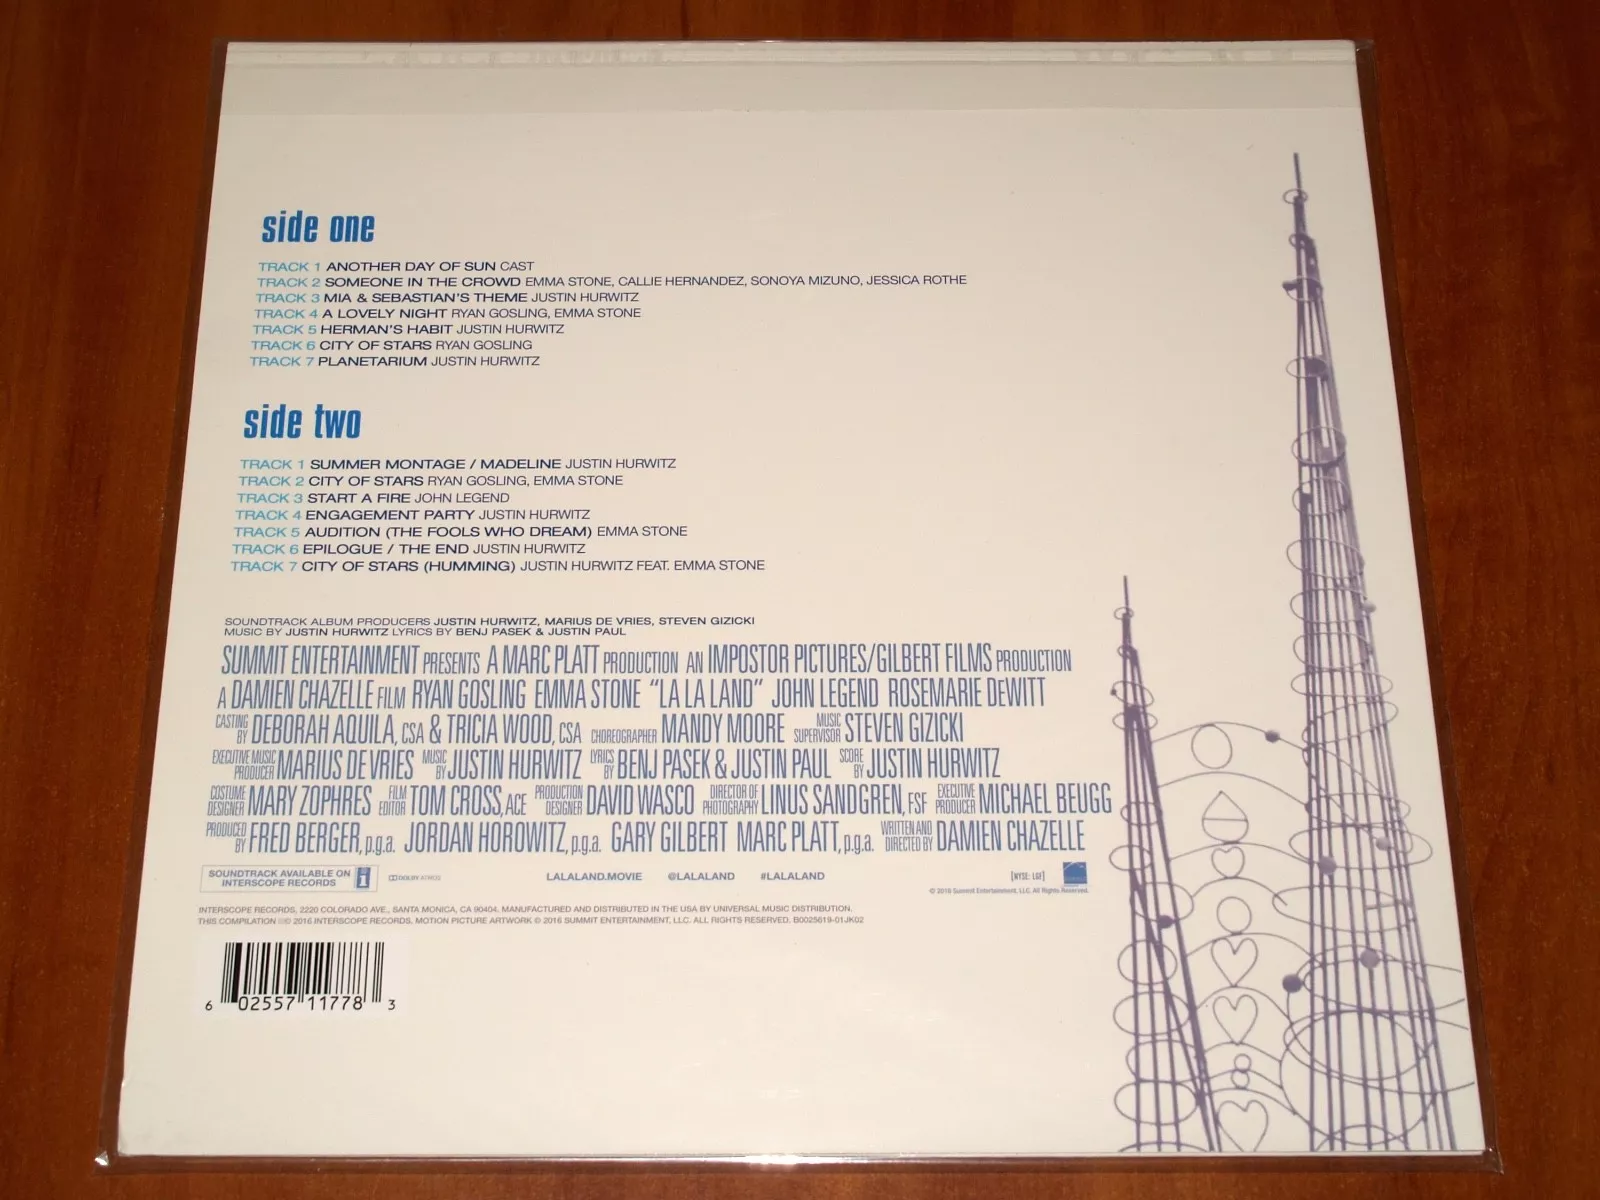 side one
TRACK 1 ANOTHER DAY OF SUN CAST
TRACK 2 SOMEONE IN THE CROWD EMMA STONE, CALLIE HERNANDEZ, SONOYA MIZUNO, JESSICA ROTHE
TRACK 3 MIA & SEBASTIAN'S THEME JUSTIN HURWITZ
TRACK 4 A LOVELY NIGHT RYAN GOSLING, EMMA STONE
TRACK 5 HERMAN'S HABIT JUSTIN HURWITZ
TRACK 6 CITY OF STARS RYAN GOSLING
TRACK 7 PLANETARIUM JUSTIN HURWITZ
side two
TRACK 1 SUMMER MONTAGE / MADELINE JUSTIN HURWITZ
TRACK 2 CITY OF STARS RYAN GOSLING, EMMA STONE
TRACK 3 START A FIRE JOHN LEGEND
TRACK 4 ENGAGEMENT PARTY JUSTIN HURWITZ
TRACK 5 AUDITION (THE FOOLS WHO DREAM) EMMA STONE
TRACK 6 EPILOGUE / THE END JUSTIN HURWITZ
TRACK 7 CITY OF STARS (HUMMING) JUSTIN HURWITZ FEAT. EMMA STONE
SOUNDTRACK ALBUM PRODUCERS JUSTIN HURWITZ, MARIUS DE VRIES, STEVEN GIZICKI
MUSIC BY JUSTIN HURWITZ LYRICS BY BENJ PASEK & JUSTIN PAUL
SUMMIT ENTERTAINMENT PRESENTS A MARC PLATT PRODUCTION AN IMPOSTOR PICTURES/GILBERT FILMS PRODUCTION
A DAMIEN CHAZELLE FILM RYAN GOSLING EMMA STONE "LA LA LAND" JOHN LEGEND ROSEMARIE DeWITT
CASTING BY DEBORAH AQUILA, CSA & TRICIA WOOD, CSA CHOREOGRAPHER MANDY MOORE MUSIC SUPERVISOR STEVEN GIZICKI
EXECUTIVE MUSIC PRODUCER MARIUS DE VRIES MUSIC BY JUSTIN HURWITZ LYRICS BY BENJ PASEK & JUSTIN PAUL SCORE BY JUSTIN HURWITZ
COSTUME DESIGNER MARY ZOPHRES FILM EDITOR TOM CROSS, ACE PRODUCTION DESIGNER DAVID WASCO DIRECTOR OF PHOTOGRAPHY LINUS SANDGREN, FSF EXECUTIVE PRODUCER MICHAEL BEUGG
PRODUCED BY FRED BERGER, p.g.a. JORDAN HOROWITZ, p.g.a. GARY GILBERT MARC PLATT, p.g.a. WRITTEN AND DIRECTED BY DAMIEN CHAZELLE
SOUNDTRACK AVAILABLE ON
INTERSCOPE RECORDS i DOLBY ATMOS LALALAND.MOVIE @LALALAND #LALALAND [NYSE: LGF]
© 2016 Summit Entertainment, LLC. All Rights Reserved.
INTERSCOPE RECORDS, 2220 COLORADO AVE., SANTA MONICA, CA 90404. MANUFACTURED AND DISTRIBUTED IN THE USA BY UNIVERSAL MUSIC DISTRIBUTION.
THIS COMPILATION ℗© 2016 INTERSCOPE RECORDS, MOTION PICTURE ARTWORK © 2016 SUMMIT ENTERTAINMENT, LLC. ALL RIGHTS RESERVED. B0025619-01JK02
6 02557 11778 3